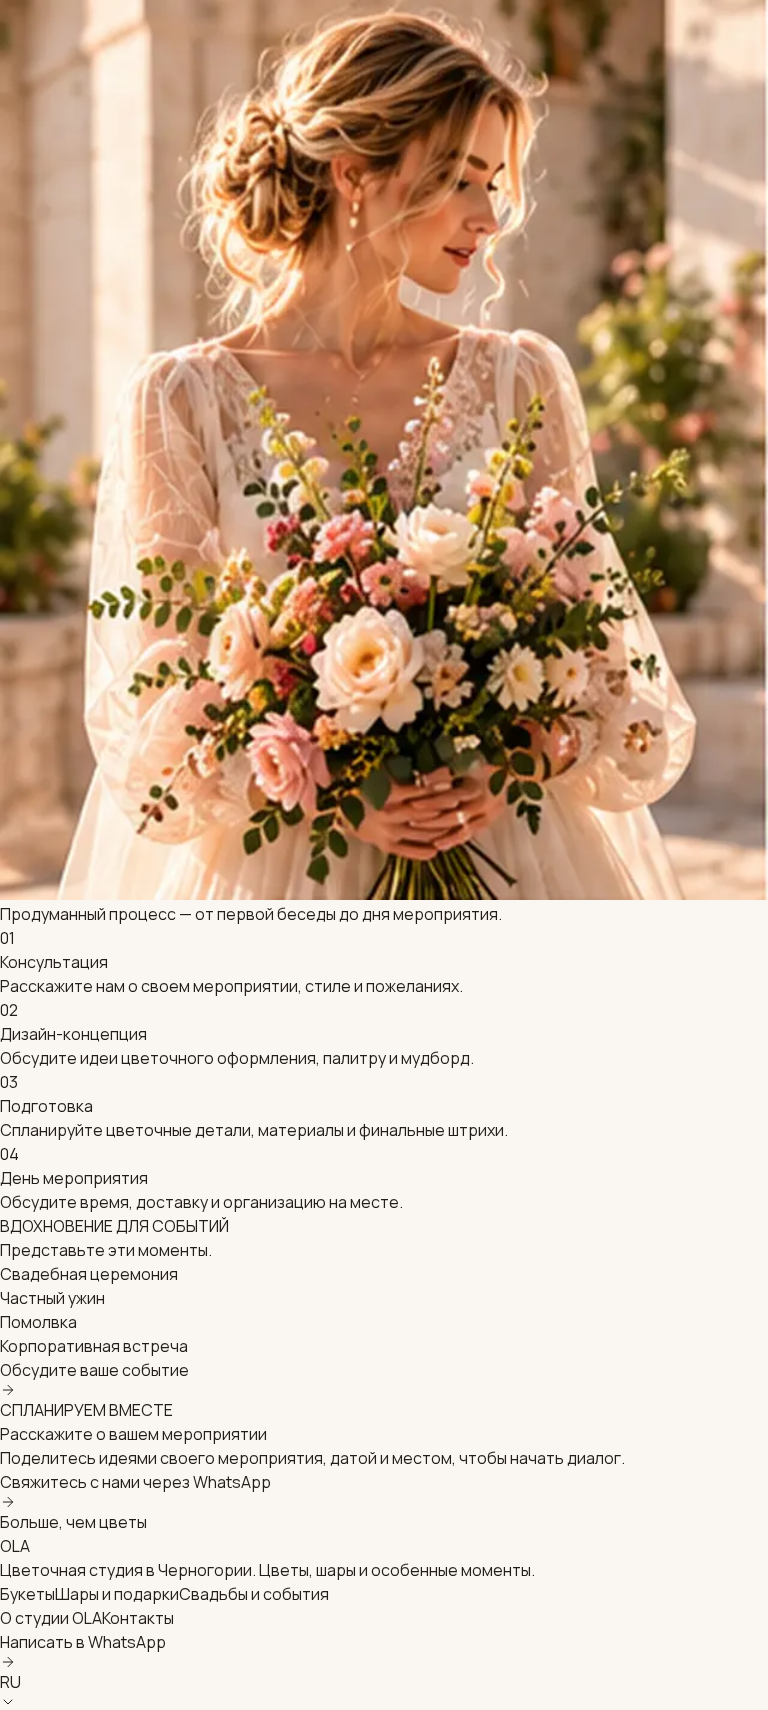 Продуманный процесс — от первой беседы до дня мероприятия.
01
Консультация
Расскажите нам о своем мероприятии, стиле и пожеланиях.
02
Дизайн-концепция
Обсудите идеи цветочного оформления, палитру и мудборд.
03
Подготовка
Спланируйте цветочные детали, материалы и финальные штрихи.
04
День мероприятия
Обсудите время, доставку и организацию на месте.
ВДОХНОВЕНИЕ ДЛЯ СОБЫТИЙ
Представьте эти моменты.
Свадебная церемония
Частный ужин
Помолвка
Корпоративная встреча
Обсудите ваше событие
СПЛАНИРУЕМ ВМЕСТЕ
Расскажите о вашем мероприятии
Поделитесь идеями своего мероприятия, датой и местом, чтобы начать диалог.
Свяжитесь с нами через WhatsApp
Больше, чем цветы
OLA
Цветочная студия в Черногории. Цветы, шары и особенные моменты.
БукетыШары и подаркиСвадьбы и события
О студии OLAКонтакты
Написать в WhatsApp
RU